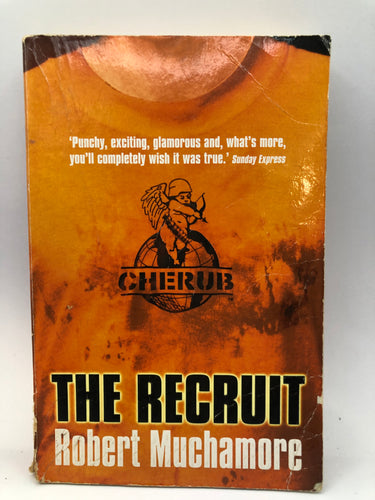 ‘Punchy, exciting, glamorous and, what's more,
you'll completely wish it was true.’ Sunday Express
CHERUB
THE RECRUIT
Robert Muchamore